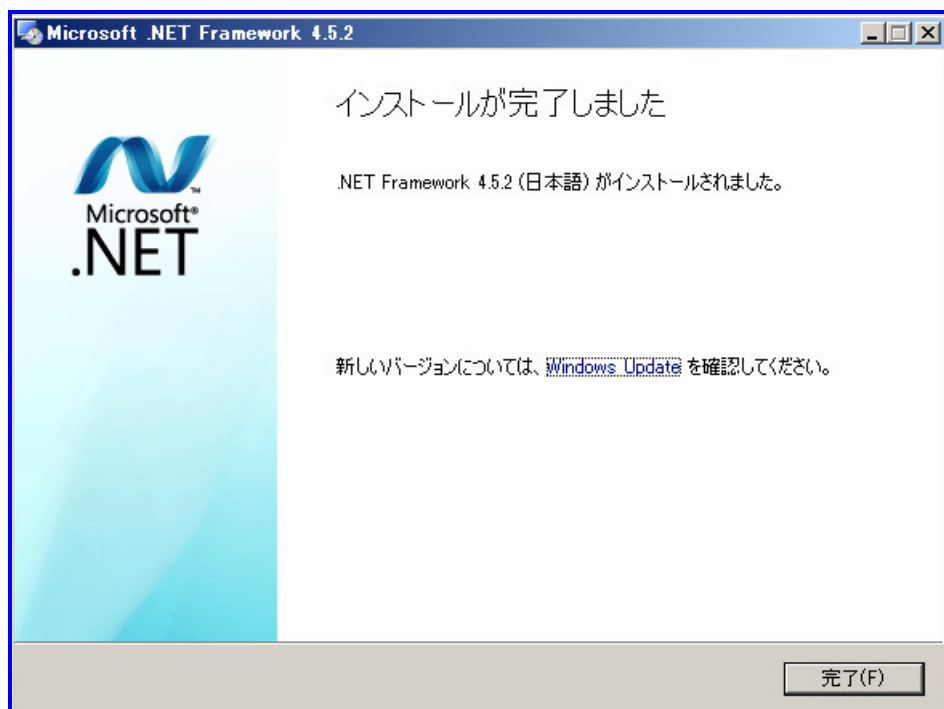 Microsoft .NET Framework 4.5.2
インストールが完了しました
.NET Framework 4.5.2 (日本語) がインストールされました。
Microsoft®
.NET™
新しいバージョンについては、Windows Update を確認してください。
完了(F)